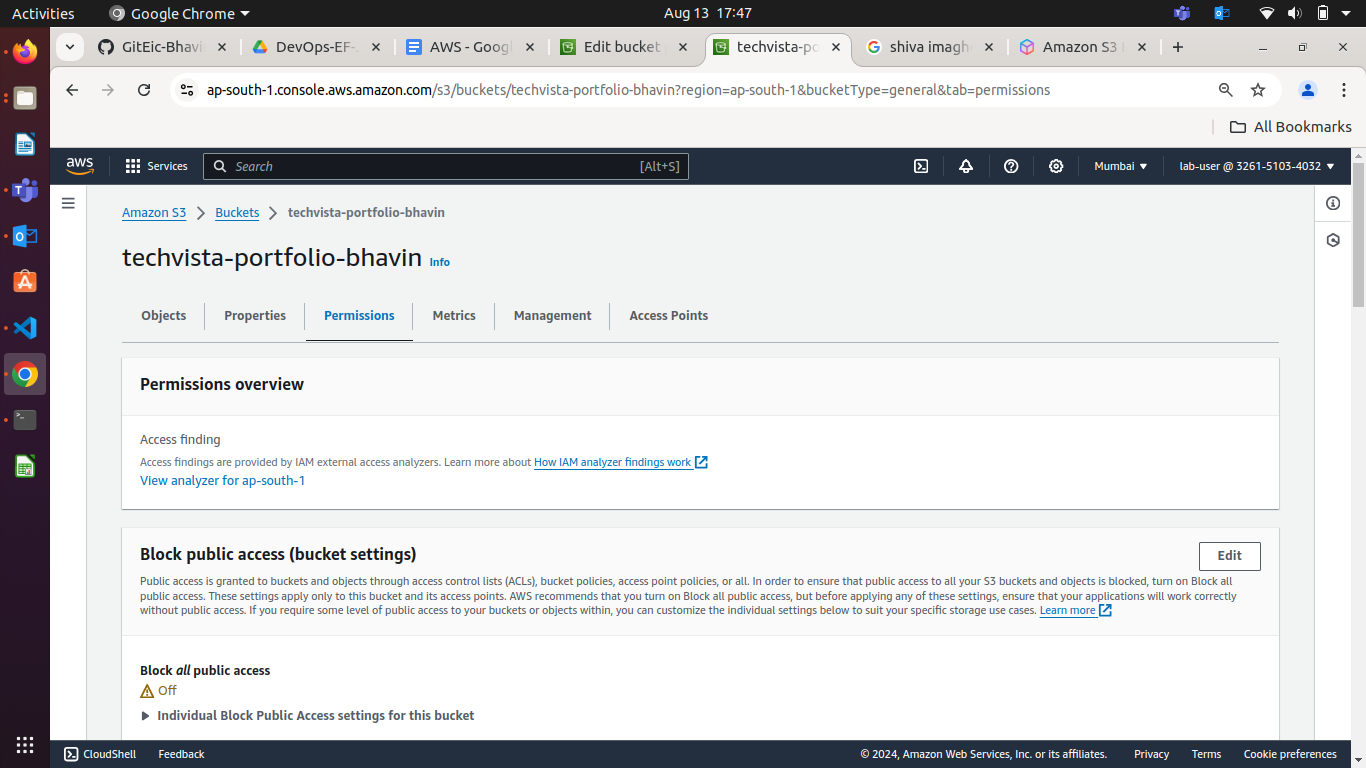 Activities
Google Chrome
Aug 13 17:47
GitEic-Bhavi
DevOps-EF-
AWS - Googl
Edit bucket
techvista-po
shiva imagh
Amazon S3
ap-south-1.console.aws.amazon.com/s3/buckets/techvista-portfolio-bhavin?region=ap-south-1&bucketType=general&tab=permissions
All Bookmarks
aws
Services
Search
[Alt+S]
Mumbai
lab-user @ 3261-5103-4032
Amazon S3
Buckets
techvista-portfolio-bhavin
techvista-portfolio-bhavin Info
Objects
Properties
Permissions
Metrics
Management
Access Points
Permissions overview
Access finding
Access findings are provided by IAM external access analyzers. Learn more about How IAM analyzer findings work
View analyzer for ap-south-1
Block public access (bucket settings)
Edit
Public access is granted to buckets and objects through access control lists (ACLs), bucket policies, access point policies, or all. In order to ensure that public access to all your S3 buckets and objects is blocked, turn on Block all
public access. These settings apply only to this bucket and its access points. AWS recommends that you turn on Block all public access, but before applying any of these settings, ensure that your applications will work correctly
without public access. If you require some level of public access to your buckets or objects within, you can customize the individual settings below to suit your specific storage use cases. Learn more
Block all public access
Off
Individual Block Public Access settings for this bucket
CloudShell
Feedback
© 2024, Amazon Web Services, Inc. or its affiliates.
Privacy
Terms
Cookie preferences